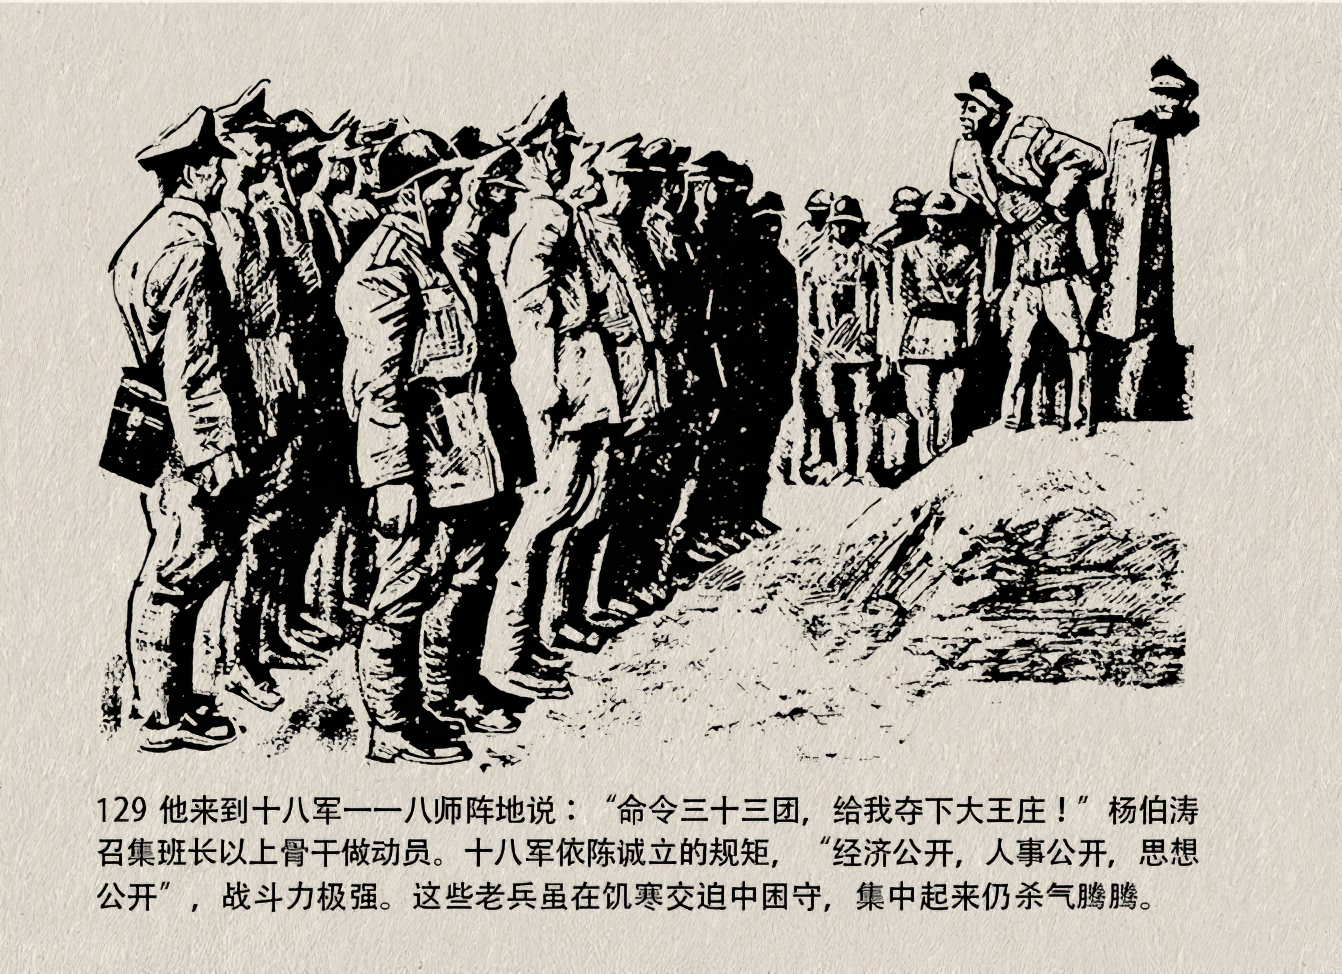 129 他来到十八军一一八师阵地说：“命令三十三团，给我夺下大王庄！”杨伯涛
召集班长以上骨干做动员。十八军依陈诚立的规矩，“经济公开，人事公开，思想
公开”，战斗力极强。这些老兵虽在饥寒交迫中困守，集中起来仍杀气腾腾。